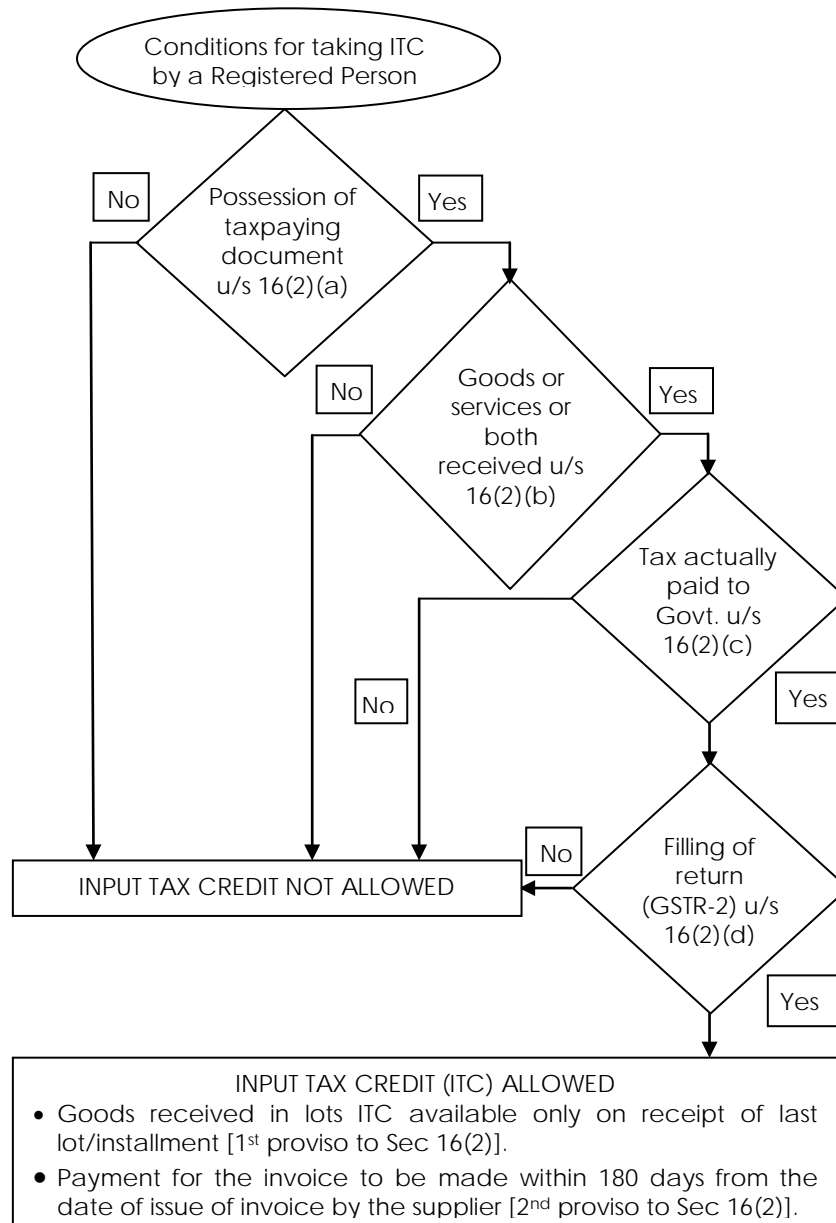 Conditions for taking ITC
by a Registered Person
No
Possession of
taxpaying
document
u/s 16(2)(a)
Yes
No
Goods or
services or
both
received u/s
16(2)(b)
Yes
Tax actually
paid to
Govt. u/s
16(2)(c)
No
Yes
No
Filling of
return
(GSTR-2) u/s
16(2)(d)
INPUT TAX CREDIT NOT ALLOWED
Yes
INPUT TAX CREDIT (ITC) ALLOWED
• Goods received in lots ITC available only on receipt of last
lot/installment [1st proviso to Sec 16(2)].
• Payment for the invoice to be made within 180 days from the
date of issue of invoice by the supplier [2nd proviso to Sec 16(2)].